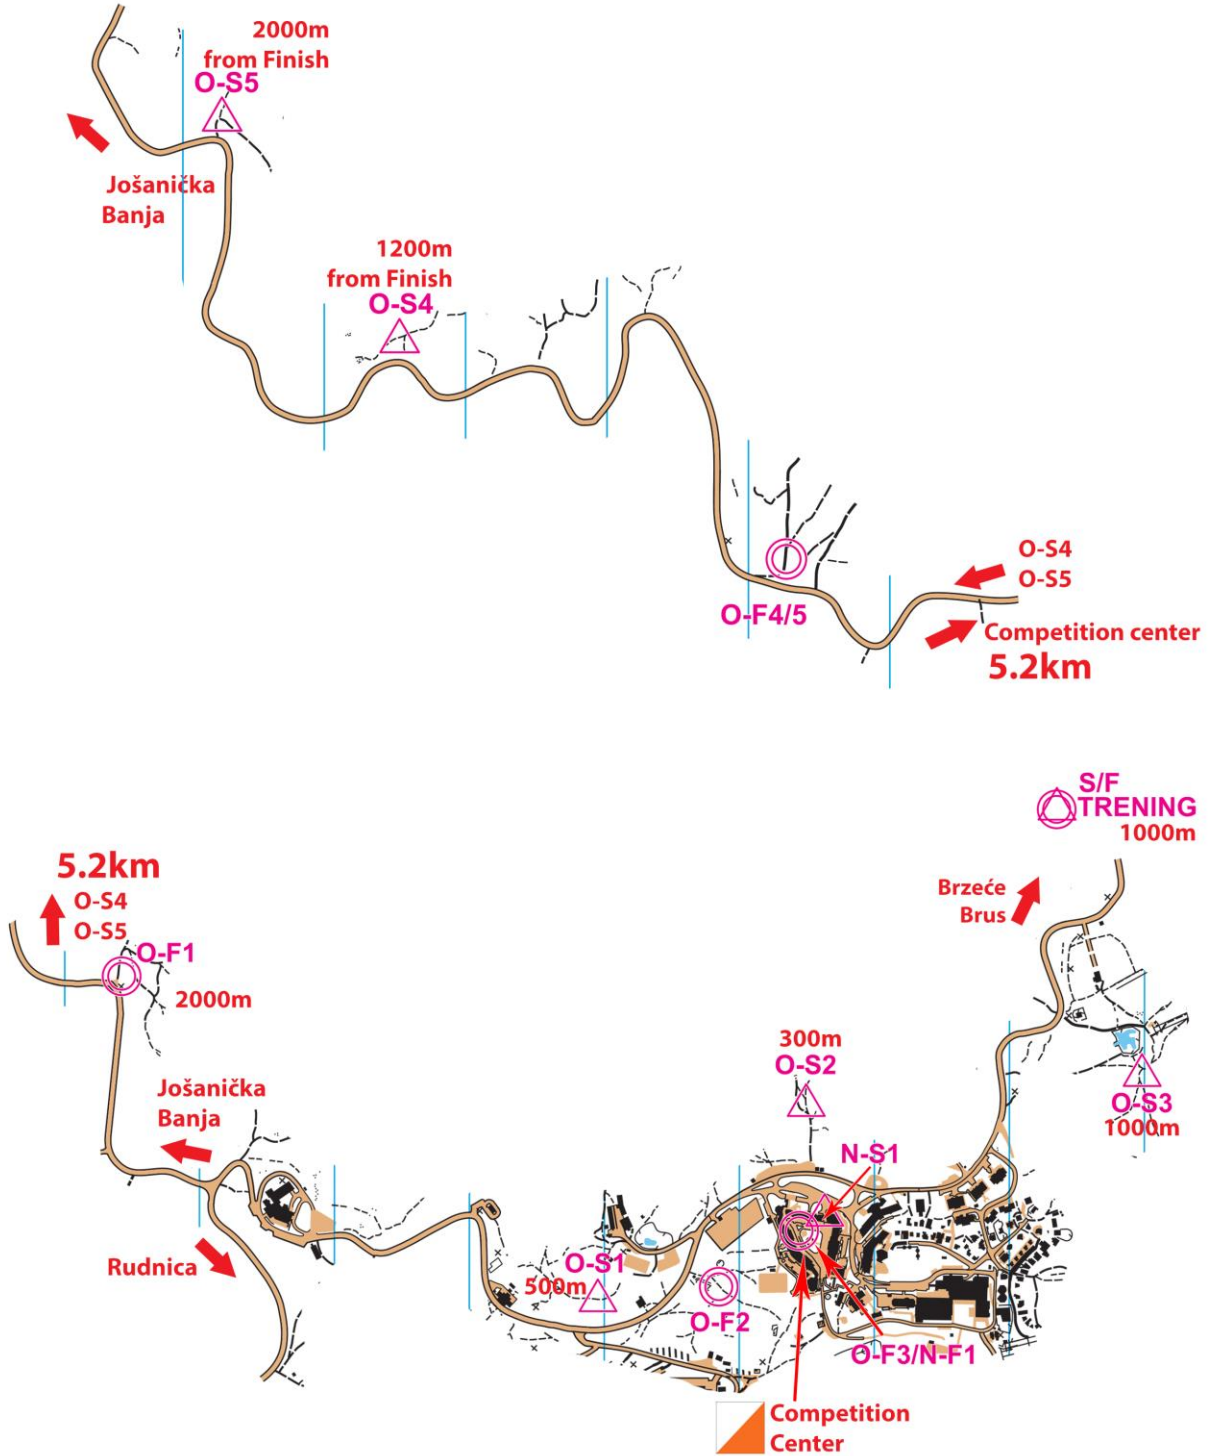 2000m
from Finish
O-S5
Jošanička
Banja
1200m
from Finish
O-S4
O-S4
O-S5
O-F4/5
Competition center
5.2km
S/F
TRENING
1000m
5.2km
O-S4
O-S5
Brzeće
Brus
O-F1
2000m
300m
O-S2
Jošanička
Banja
O-S3
1000m
N-S1
Rudnica
O-S1
500m
O-F2
O-F3/N-F1
Competition
Center